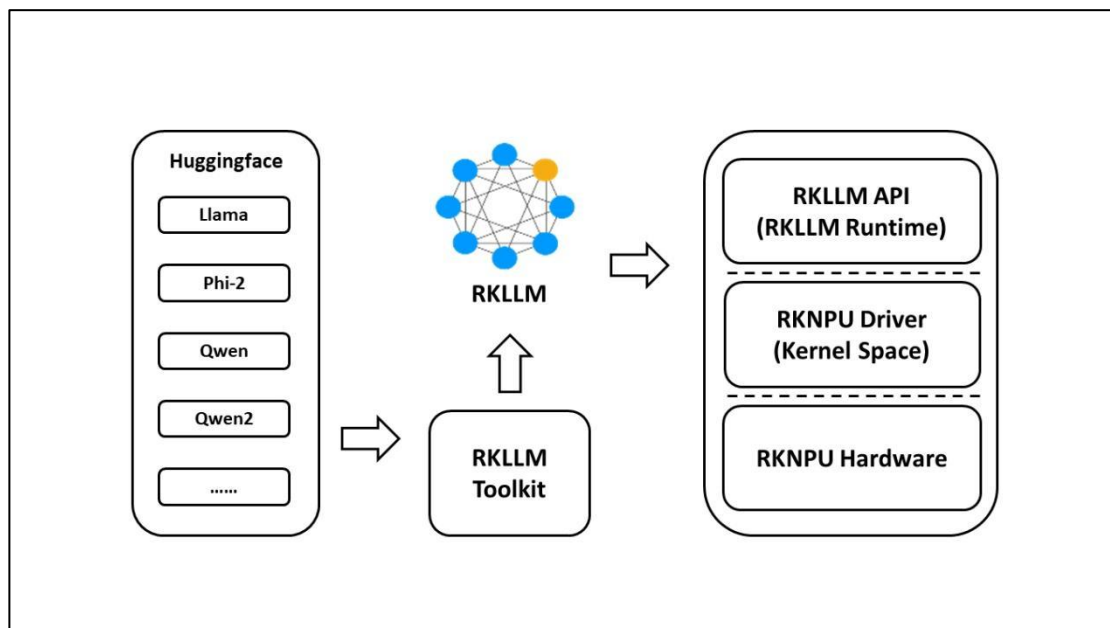 Huggingface
Llama
Phi-2
Qwen
Qwen2
......
RKLLM
RKLLM
Toolkit
RKLLM API
(RKLLM Runtime)
RKNPU Driver
(Kernel Space)
RKNPU Hardware